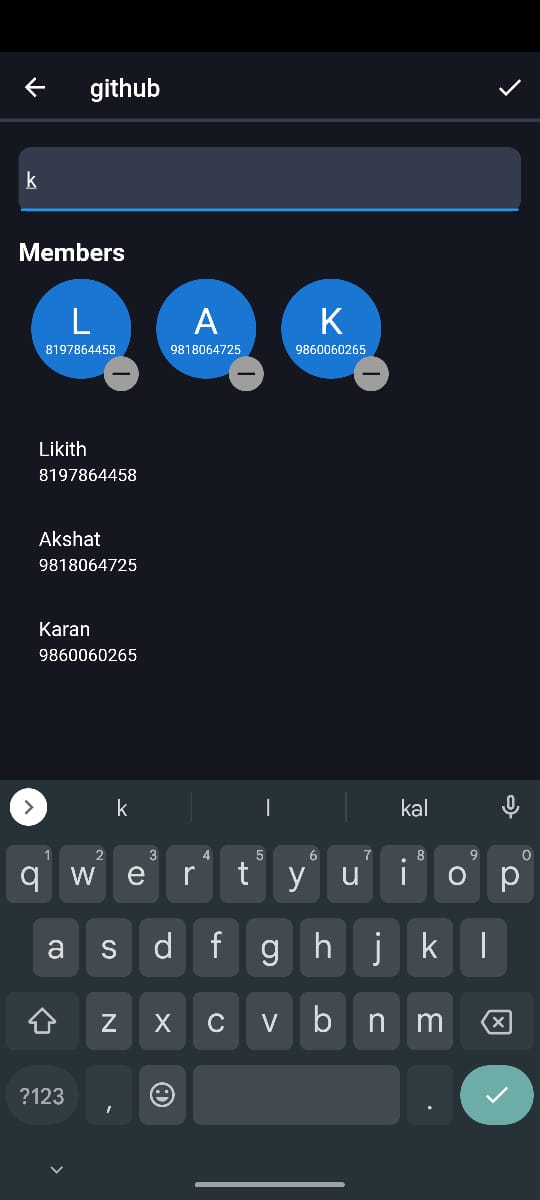 github
k
Members
L A K
8197864458 9818064725 9860060265
Likith
8197864458
Akshat
9818064725
Karan
9860060265
k l kal
1 2 3 4 5 6 7 8 9 0
q w e r t y u i o p
a s d f g h j k l
z x c v b n m
?123 , .